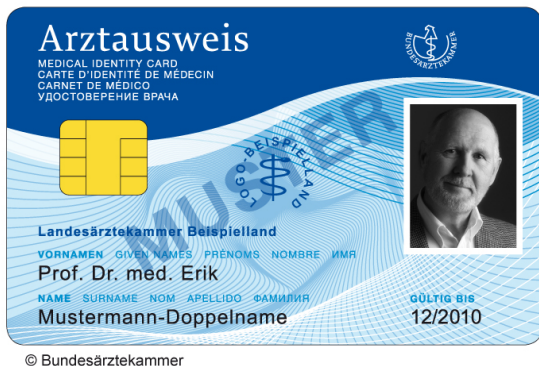 Arztausweis
MEDICAL IDENTITY CARD
CARTE D'IDENTITÉ DE MÉDECIN
CARNET DE MÉDICO
УДОСТОВЕРЕНИЕ ВРАЧА
BUNDESÄRZTEKAMMER
MUSTER
LOGO-BEISPIELLAND
Landesärztekammer Beispielland
VORNAMEN GIVEN NAMES PRÉNOMS NOMBRE ИМЯ
Prof. Dr. med. Erik
NAME SURNAME NOM APELLIDO ФАМИЛИЯ
Mustermann-Doppelname
GÜLTIG BIS
12/2010
© Bundesärztekammer